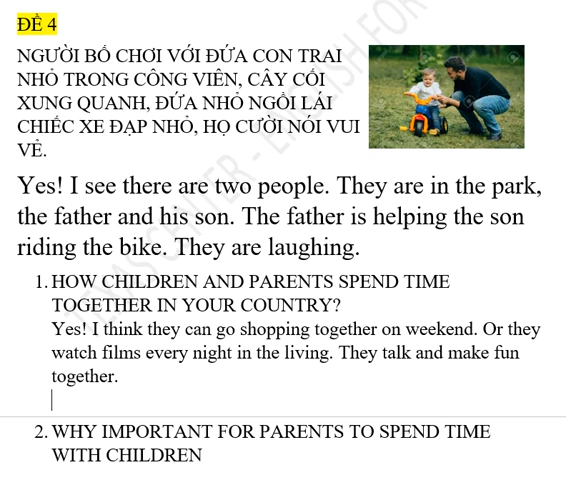 ĐỀ 4
NGƯỜI BỐ CHƠI VỚI ĐỨA CON TRAI
NHỎ TRONG CÔNG VIÊN, CÂY CỐI
XUNG QUANH, ĐỨA NHỎ NGỒI LÁI
CHIẾC XE ĐẠP NHỎ, HỌ CƯỜI NÓI VUI
VẺ.
Yes! I see there are two people. They are in the park,
the father and his son. The father is helping the son
riding the bike. They are laughing.
1. HOW CHILDREN AND PARENTS SPEND TIME
TOGETHER IN YOUR COUNTRY?
Yes! I think they can go shopping together on weekend. Or they
watch films every night in the living. They talk and make fun
together.
2. WHY IMPORTANT FOR PARENTS TO SPEND TIME
WITH CHILDREN